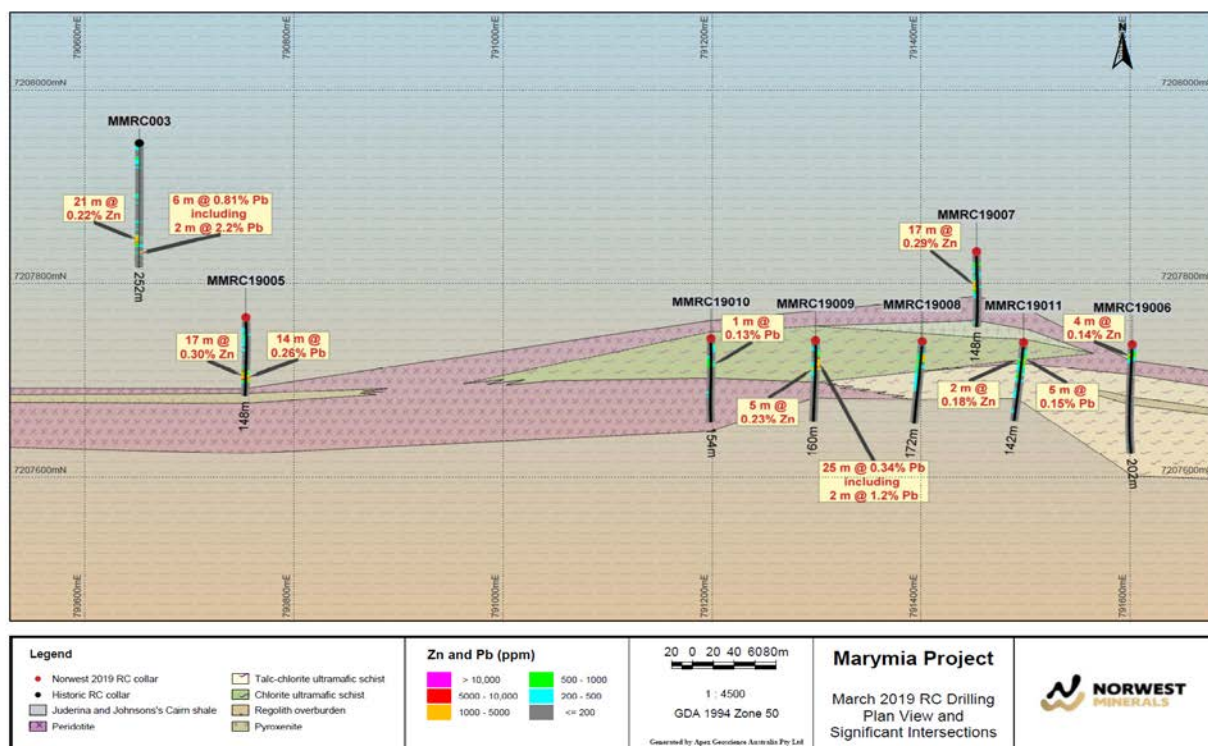 790600mE
790800mE
791000mE
791200mE
791400mE
791600mE
N
7208000mN
7208000mN
MMRC003
21 m @
0.22% Zn
6 m @ 0.81% Pb
including
2 m @ 2.2% Pb
252m
MMRC19007
17 m @
0.29% Zn
148m
7207800mN
7207800mN
MMRC19005
17 m @
0.30% Zn
14 m @
0.26% Pb
148m
MMRC19010
1 m @
0.13% Pb
154m
MMRC19009
5 m @
0.23% Zn
25 m @ 0.34% Pb
including
2 m @ 1.2% Pb
160m
MMRC19008
172m
MMRC19011
2 m @
0.18% Zn
5 m @
0.15% Pb
142m
MMRC19006
4 m @
0.14% Zn
202m
7207600mN
7207600mN
790600mE
790800mE
791000mE
791200mE
791400mE
791600mE
Legend
Norwest 2019 RC collar
Historic RC collar
Juderina and Johnsons's Cairn shale
Peridotite
Talc-chlorite ultramafic schist
Chlorite ultramafic schist
Regolith overburden
Pyroxenite
Zn and Pb (ppm)
> 10,000
5000 - 10,000
1000 - 5000
500 - 1000
200 - 500
<= 200
20 0 20 40 6080m
1 : 4500
GDA 1994 Zone 50
Generated by Apex Geoscience Australia Pty Ltd
Marymia Project
March 2019 RC Drilling
Plan View and
Significant Intersections
NORWEST
MINERALS